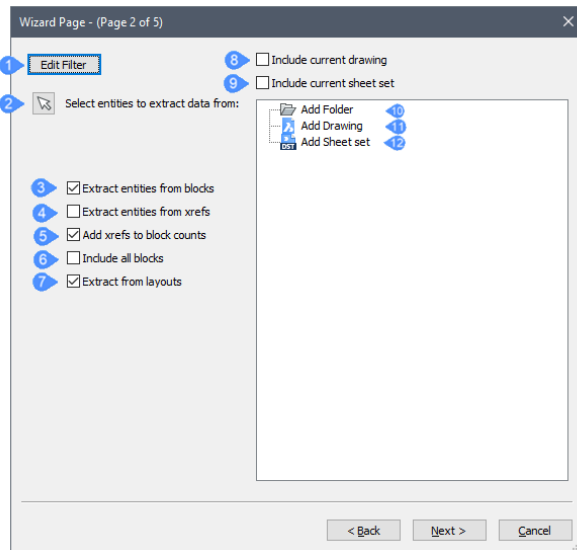 Wizard Page - (Page 2 of 5)
1 Edit Filter
2 Select entities to extract data from:
3 Extract entities from blocks
4 Extract entities from xrefs
5 Add xrefs to block counts
6 Include all blocks
7 Extract from layouts
8 Include current drawing
9 Include current sheet set
Add Folder 10
Add Drawing 11
DST Add Sheet set 12
< Back Next > Cancel